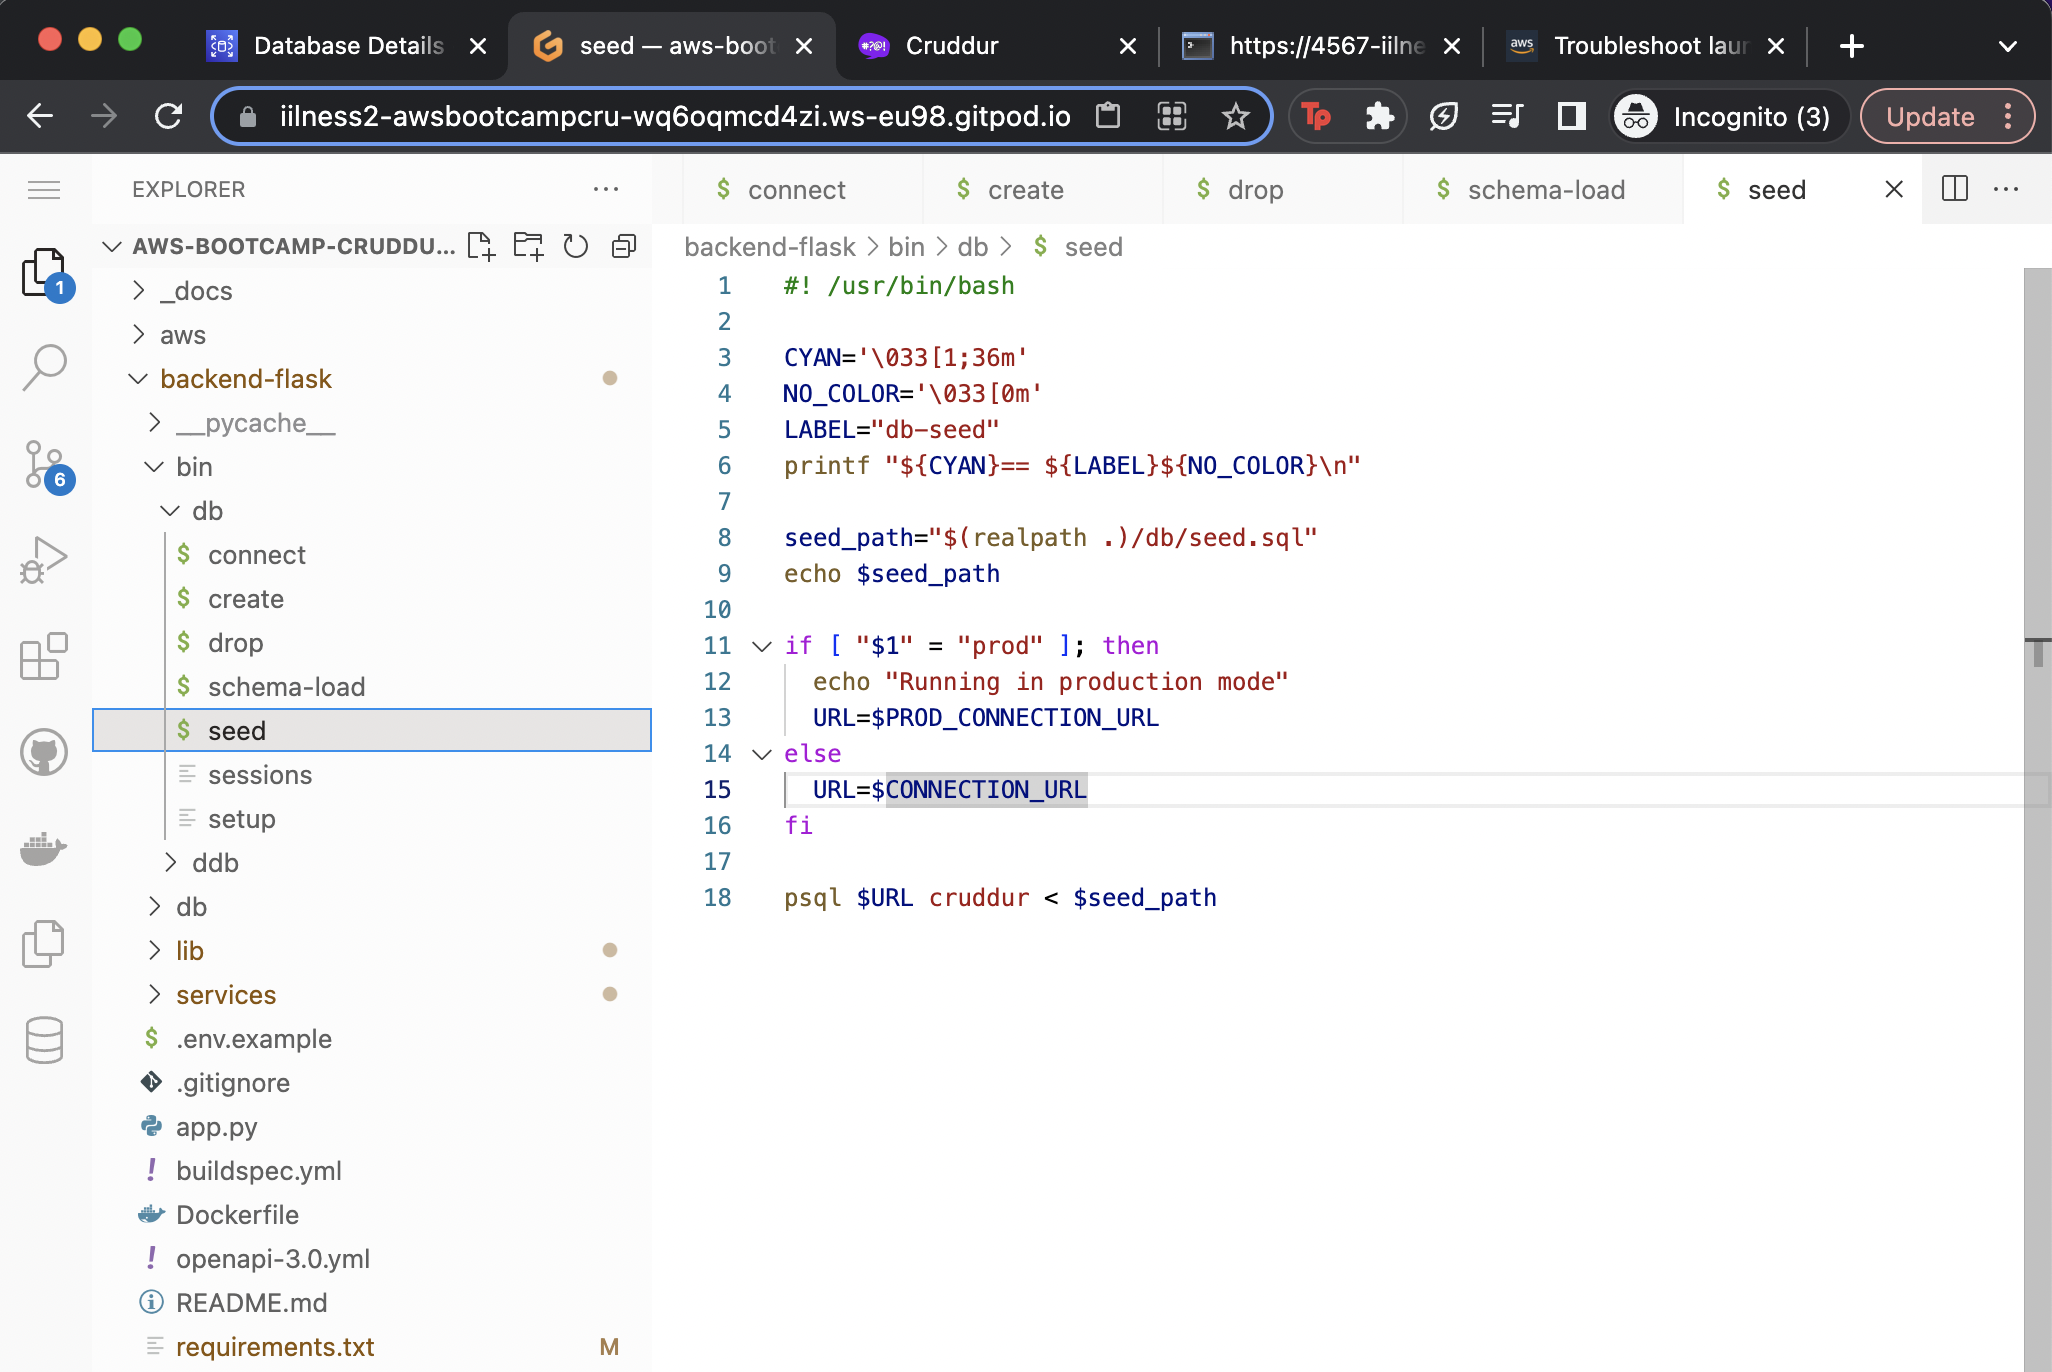 Database Details
seed — aws-boot
Cruddur
https://4567-iilne
Troubleshoot laun
iilness2-awsbootcampcru-wq6oqmcd4zi.ws-eu98.gitpod.io
Tp
Incognito (3)
Update
EXPLORER
AWS-BOOTCAMP-CRUDDU...
_docs
aws
backend-flask
__pycache__
bin
db
connect
create
drop
schema-load
seed
sessions
setup
ddb
db
lib
services
.env.example
.gitignore
app.py
buildspec.yml
Dockerfile
openapi-3.0.yml
README.md
requirements.txt M
1
6
$ connect
$ create
$ drop
$ schema-load
$ seed
backend-flask > bin > db > $ seed
1 #! /usr/bin/bash
2
3 CYAN='\033[1;36m'
4 NO_COLOR='\033[0m'
5 LABEL="db-seed"
6 printf "${CYAN}== ${LABEL}${NO_COLOR}\n"
7
8 seed_path="$(realpath .)/db/seed.sql"
9 echo $seed_path
10
11 if [ "$1" = "prod" ]; then
12 echo "Running in production mode"
13 URL=$PROD_CONNECTION_URL
14 else
15 URL=$CONNECTION_URL
16 fi
17
18 psql $URL cruddur < $seed_path